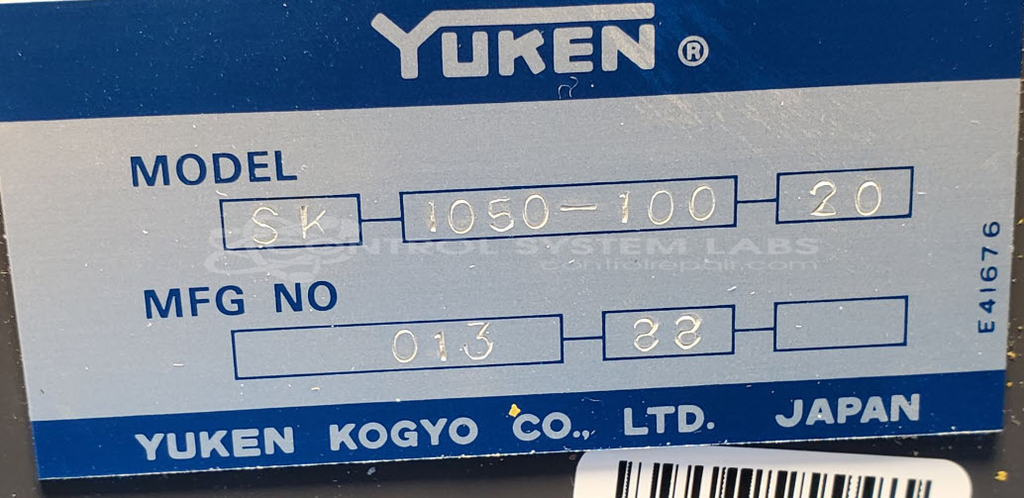 YUKEN ®
MODEL
SK 1050-100 20
CONTROL SYSTEM LABS
controlrepair.com
MFG NO
013 88
E41676
YUKEN KOGYO CO., LTD. JAPAN